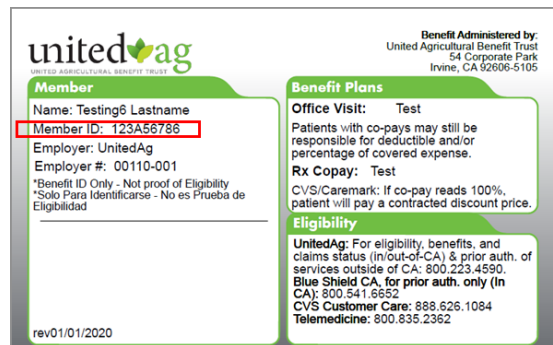 united ag
UNITED AGRICULTURAL BENEFIT TRUST
Benefit Administered by:
United Agricultural Benefit Trust
54 Corporate Park
Irvine, CA 92606-5105
Member
Name: Testing6 Lastname
Member ID: 123A56786
Employer: UnitedAg
Employer #: 00110-001
*Benefit ID Only - Not proof of Eligibility
*Solo Para Identificarse - No es Prueba de
Eligibilidad
rev01/01/2020
Benefit Plans
Office Visit: Test
Patients with co-pays may still be
responsible for deductible and/or
percentage of covered expense.
Rx Copay: Test
CVS/Caremark: If co-pay reads 100%,
patient will pay a contracted discount price.
Eligibility
UnitedAg: For eligibility, benefits, and
claims status (in/out-of-CA) & prior auth. of
services outside of CA: 800.223.4590.
Blue Shield CA, for prior auth. only (In
CA): 800.541.6652
CVS Customer Care: 888.626.1084
Telemedicine: 800.835.2362